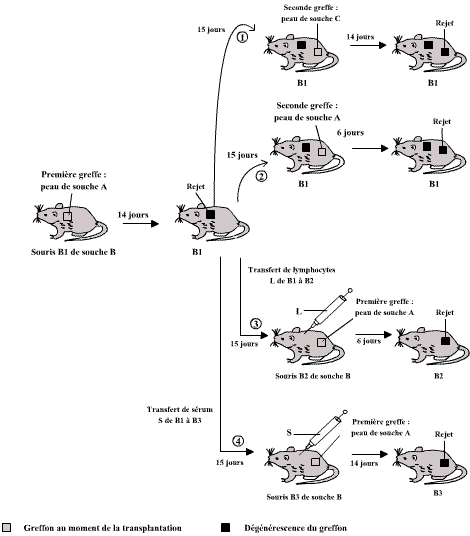 Seconde greffe :
peau de souche C
Rejet
15 jours
1
14 jours
B1
B1
Seconde greffe :
peau de souche A
Rejet
6 jours
15 jours
2
B1
B1
Première greffe :
peau de souche A
Rejet
14 jours
Souris B1 de souche B
B1
Transfert de lymphocytes
L de B1 à B2
L
Première greffe :
peau de souche A
Rejet
3
15 jours
6 jours
Souris B2 de souche B
B2
Transfert de sérum
S de B1 à B3
S
Première greffe :
peau de souche A
Rejet
4
15 jours
14 jours
Souris B3 de souche B
B3
Greffon au moment de la transplantation
Dégénérescence du greffon